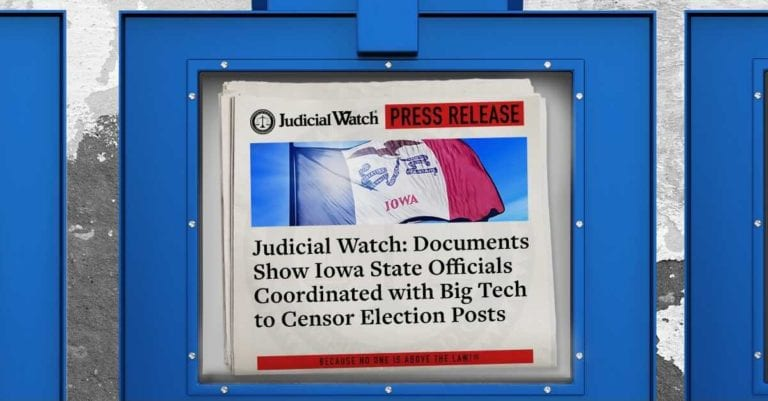 Judicial Watch® PRESS RELEASE
IOWA
Judicial Watch: Documents
Show Iowa State Officials
Coordinated with Big Tech
to Censor Election Posts
BECAUSE NO ONE IS ABOVE THE LAW!